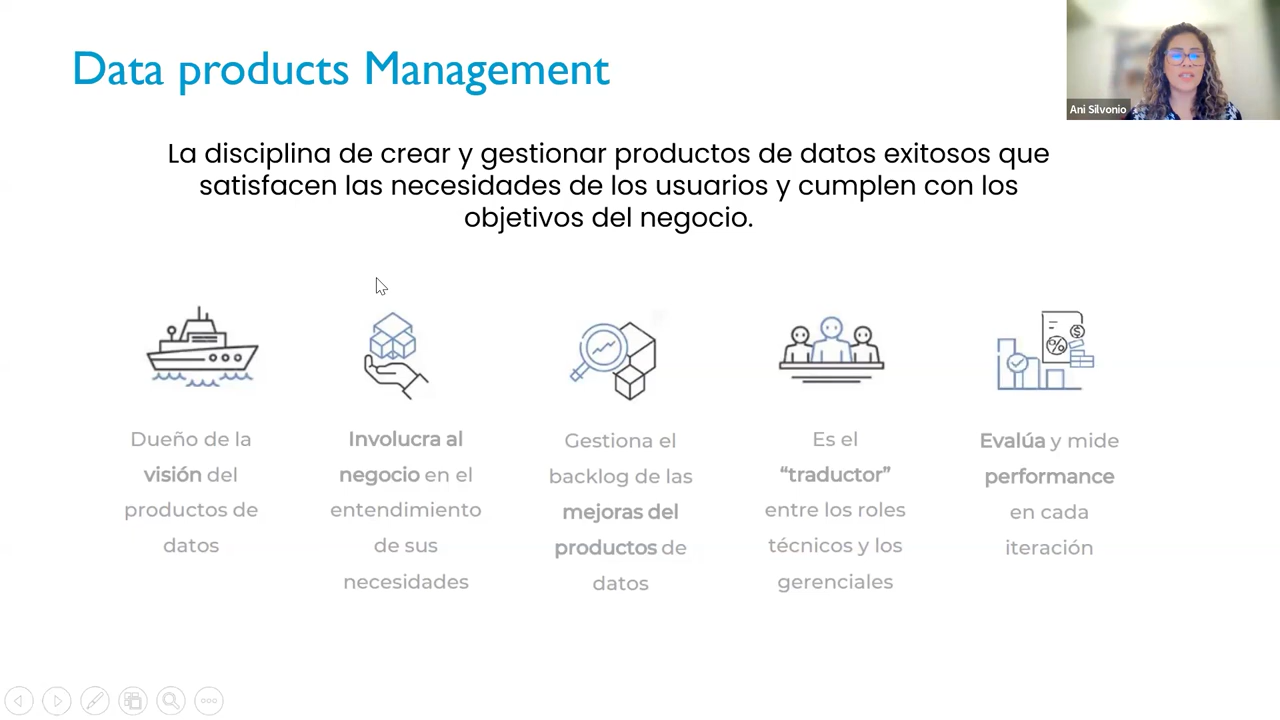 Data products Management
Ani Silvonio
La disciplina de crear y gestionar productos de datos exitosos que
satisfacen las necesidades de los usuarios y cumplen con los
objetivos del negocio.
Dueño de la
visión del
productos de
datos
Involucra al
negocio en el
entendimiento
de sus
necesidades
Gestiona el
backlog de las
mejoras del
productos de
datos
Es el
“traductor”
entre los roles
técnicos y los
gerenciales
Evalúa y mide
performance
en cada
iteración